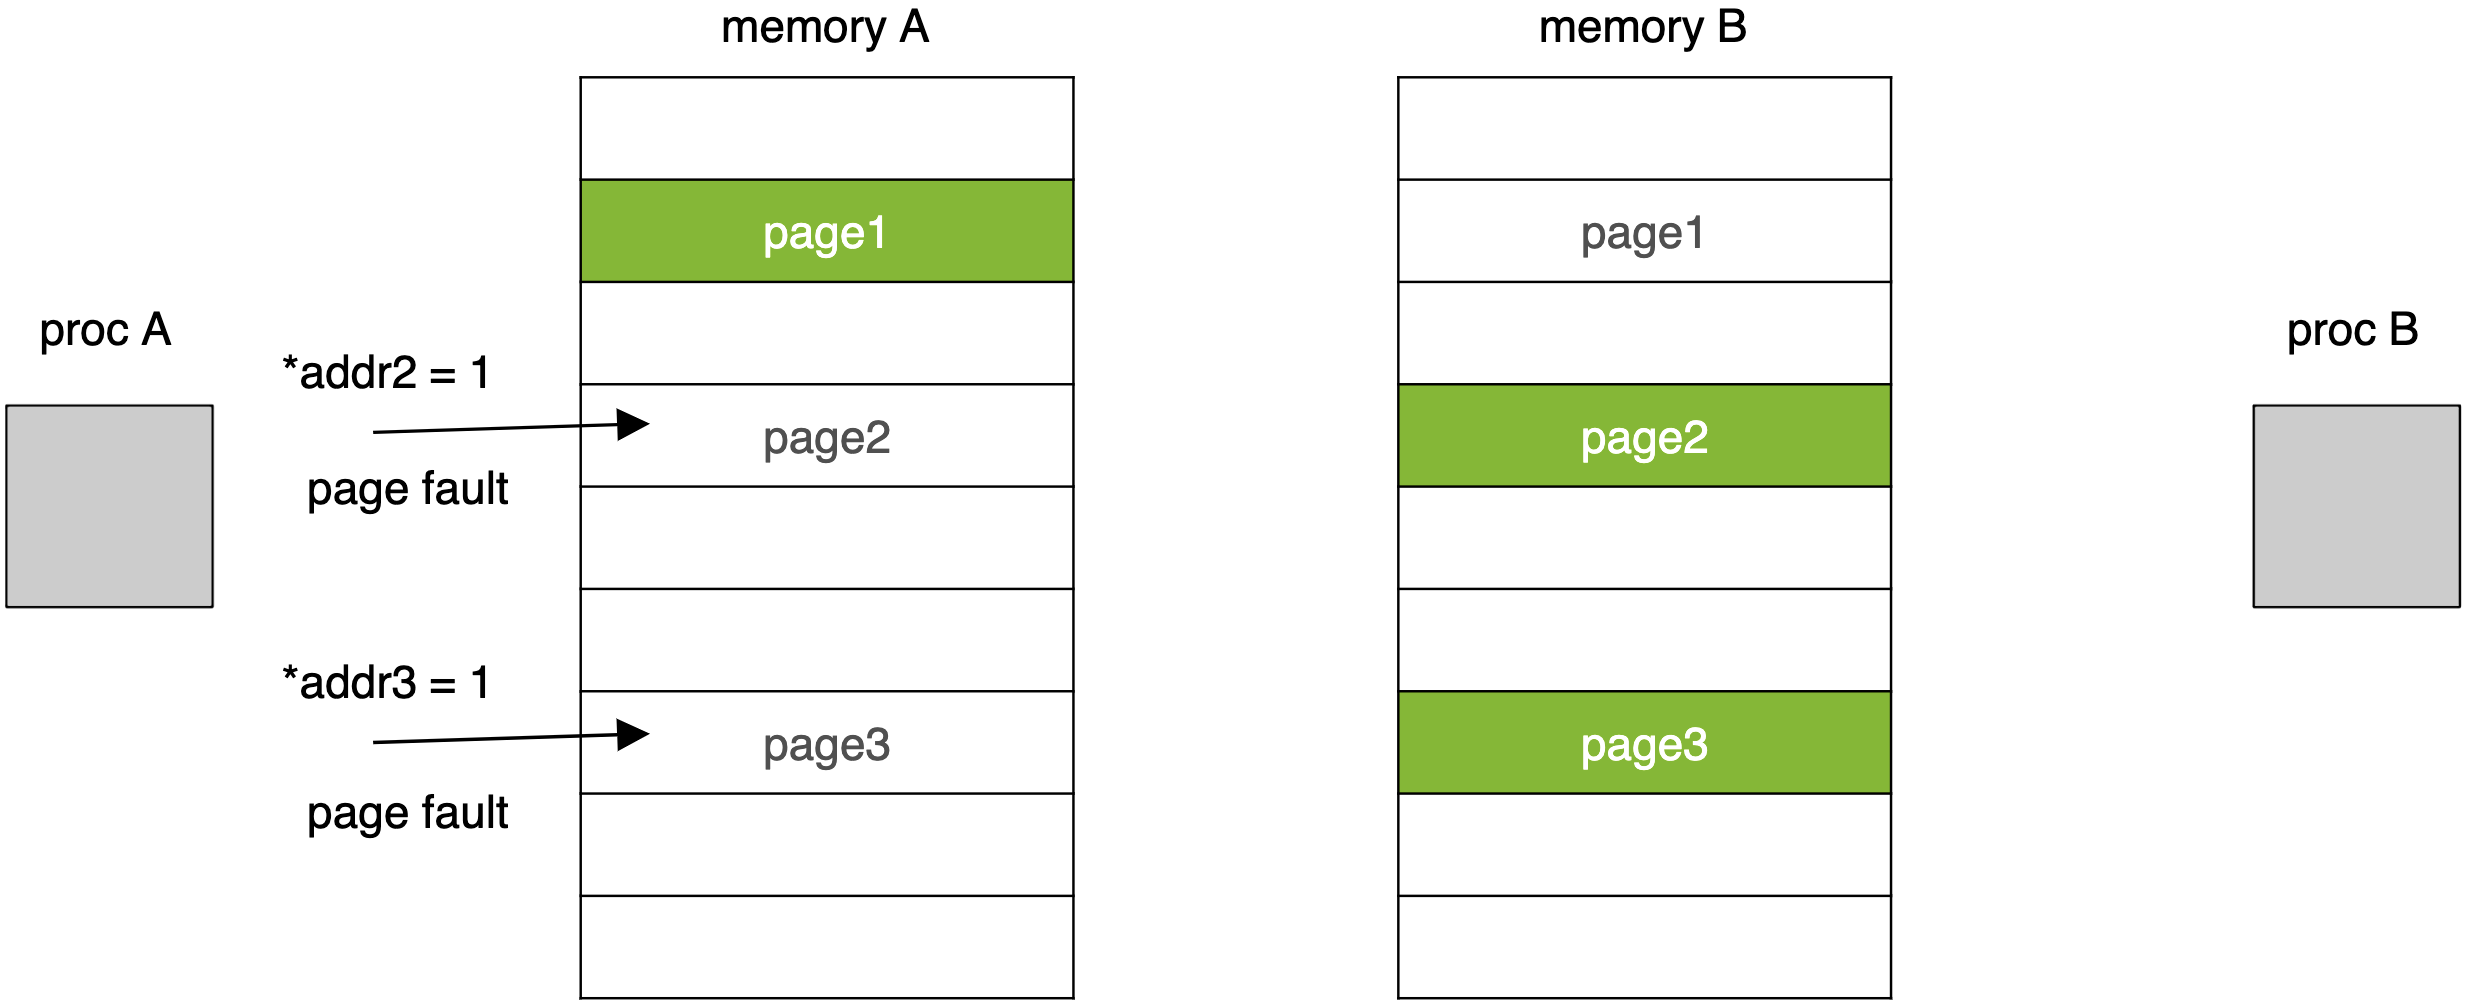 memory A
memory B
page1
page1
proc A
proc B
*addr2 = 1
page2
page2
page fault
*addr3 = 1
page3
page3
page fault